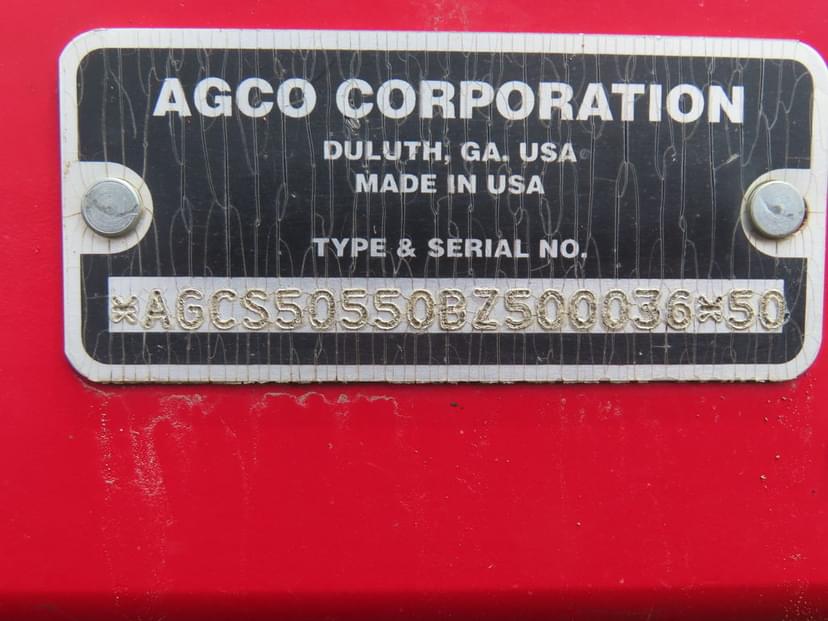 AGCO CORPORATION
DULUTH, GA. USA
MADE IN USA
TYPE & SERIAL NO.
*AGCS50550BZ500036*50